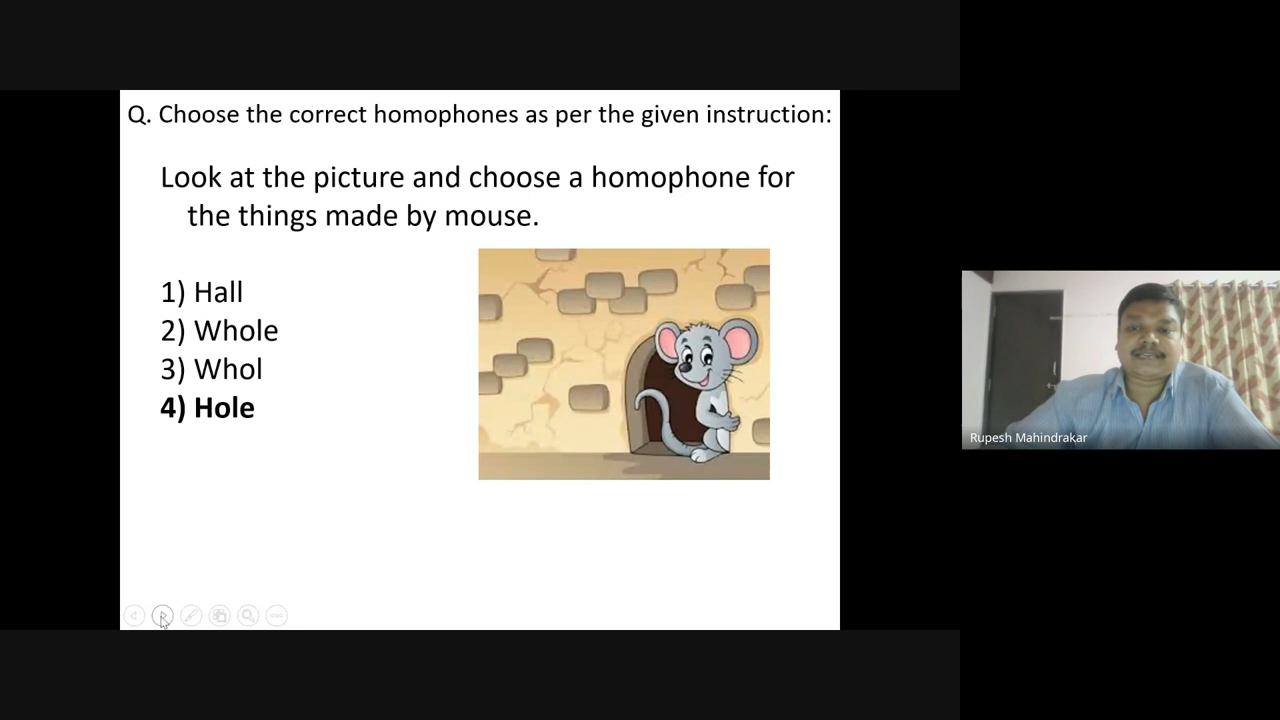 Q. Choose the correct homophones as per the given instruction:
Look at the picture and choose a homophone for
the things made by mouse.
1) Hall
2) Whole
3) Whol
4) Hole
Rupesh Mahindrakar